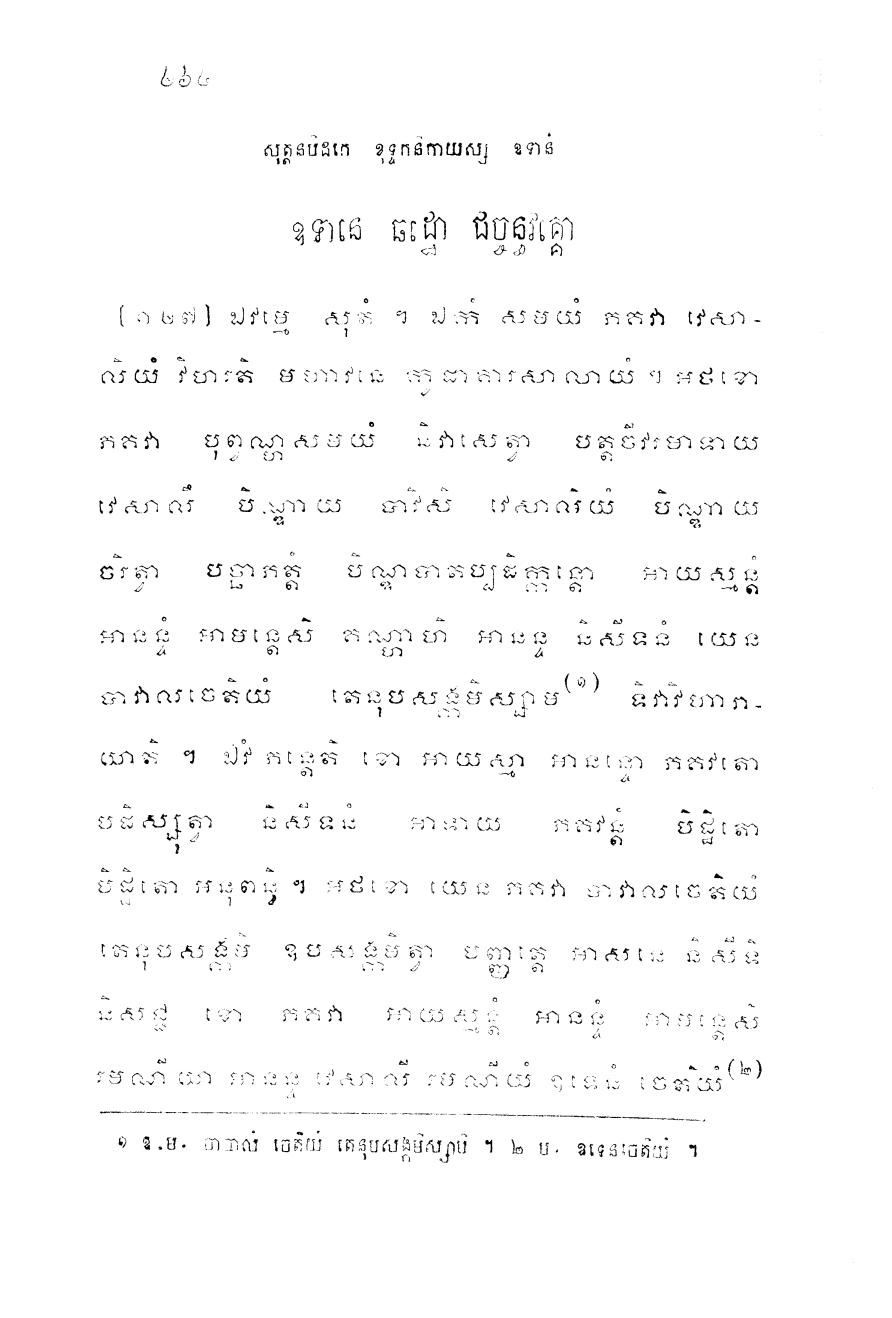 ៤៦៤
សុត្តនបិដកេ ខុទ្ទកនិកាយស្ស ឧទានំ
ឧទានេ ឆដ្ឋោ ជច្ចន្ធវគ្គោ
[១៤៧] ឯវម្មេ សុតំ ។ ឯកំ សមយំ ភគវា វេសា-
លិយំ វិហរតិ មហាវនេ កូដាគារសាលាយំ ។ អថខោ
ភគវា បុព្វណ្ហសមយំ និវាសេត្វា បត្តចីវរមាទាយ
វេសាលឹ បិណ្ឌាយ បាវិសិ វេសាលិយំ បិណ្ឌាយ
ចរិត្វា បច្ឆាភត្តំ បិណ្ឌបាតប្បដិក្កន្តោ អាយស្មន្តំ
អានន្ទំ អាមន្តេសិ គណ្ហាហិ អានន្ទ និសីទនំ យេន
បាវាលចេតិយំ តេនុបសង្កមិស្សាម(១) ទិវាវិហារា-
យាតិ ។ ឯវំ ភន្តេតិ ខោ អាយស្មា អានន្ទោ ភគវតោ
បដិស្សុត្វា និសីទនំ អាទាយ ភគវន្តំ បិដ្ឋិតោ
បិដ្ឋិតោ អនុពន្ធិ ។ អថខោ យេន ភគវា បាវាលចេតិយំ
តេនុបសង្កមិ ឧបសង្កមិត្វា បញ្ញត្តេ អាសនេ និសីទិ
និសជ្ជ ខោ ភគវា អាយស្មន្តំ អានន្ទំ អាមន្តេសិ
រមណីយា អានន្ទ វេសាលី រមណីយំ ឧទេនំ ចេតិយំ(២)
១ ឱ.ម. ចាបាលំ ចេតិយំ តេនុបសង្កមិស្សាមិ ។ ២ ម. ឧទេនចេតិយំ ។